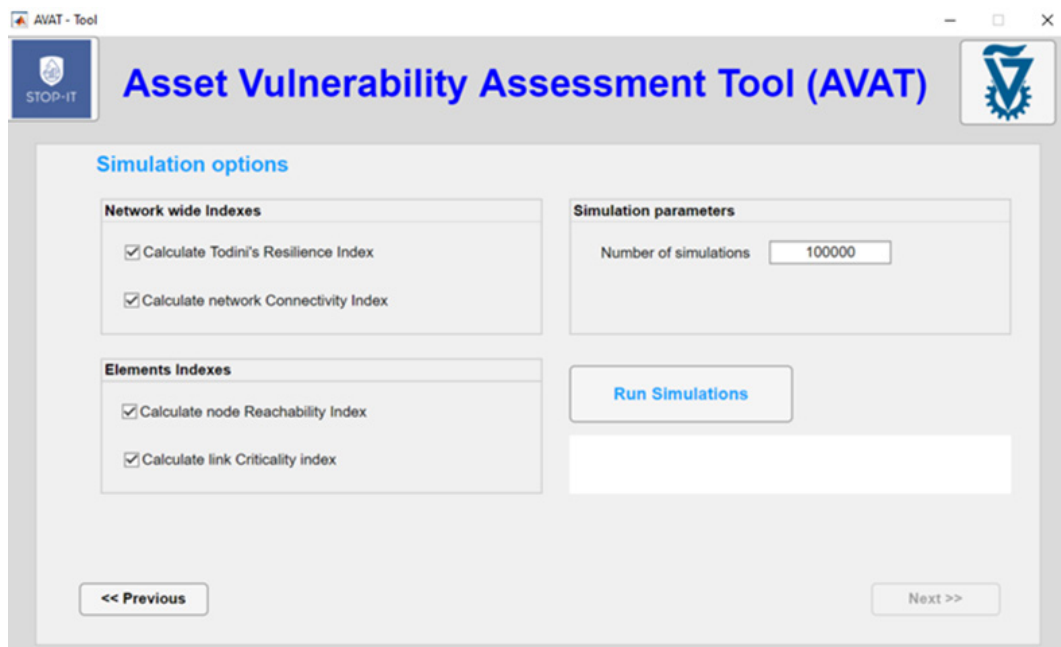 AVAT - Tool
STOP-IT
Asset Vulnerability Assessment Tool (AVAT)
Simulation options
Network wide Indexes
Calculate Todini's Resilience Index
Calculate network Connectivity Index
Simulation parameters
Number of simulations 100000
Elements Indexes
Calculate node Reachability Index
Calculate link Criticality index
Run Simulations
<< Previous
Next >>